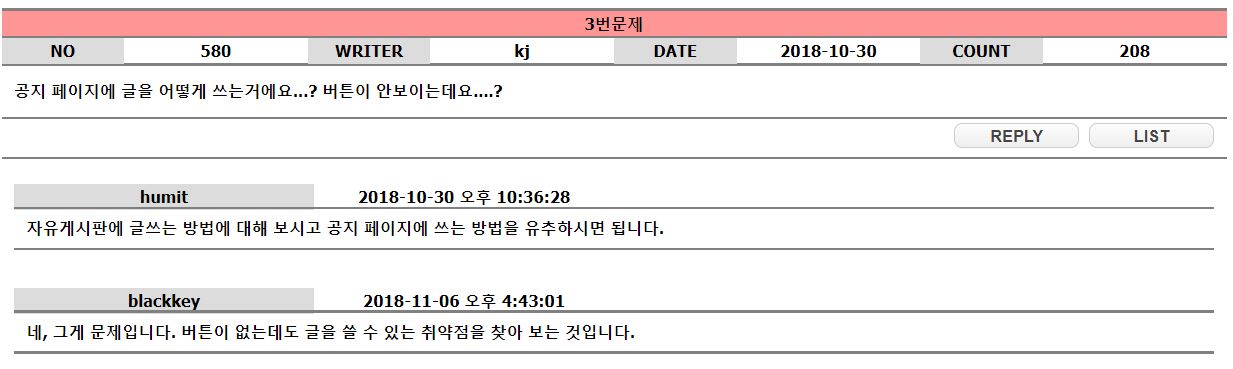 3번문제
NO 580 WRITER kj DATE 2018-10-30 COUNT 208
공지 페이지에 글을 어떻게 쓰는거에요...? 버튼이 안보이는데요....?
REPLY LIST
humit 2018-10-30 오후 10:36:28
자유게시판에 글쓰는 방법에 대해 보시고 공지 페이지에 쓰는 방법을 유추하시면 됩니다.
blackkey 2018-11-06 오후 4:43:01
네, 그게 문제입니다. 버튼이 없는데도 글을 쓸 수 있는 취약점을 찾아 보는 것입니다.